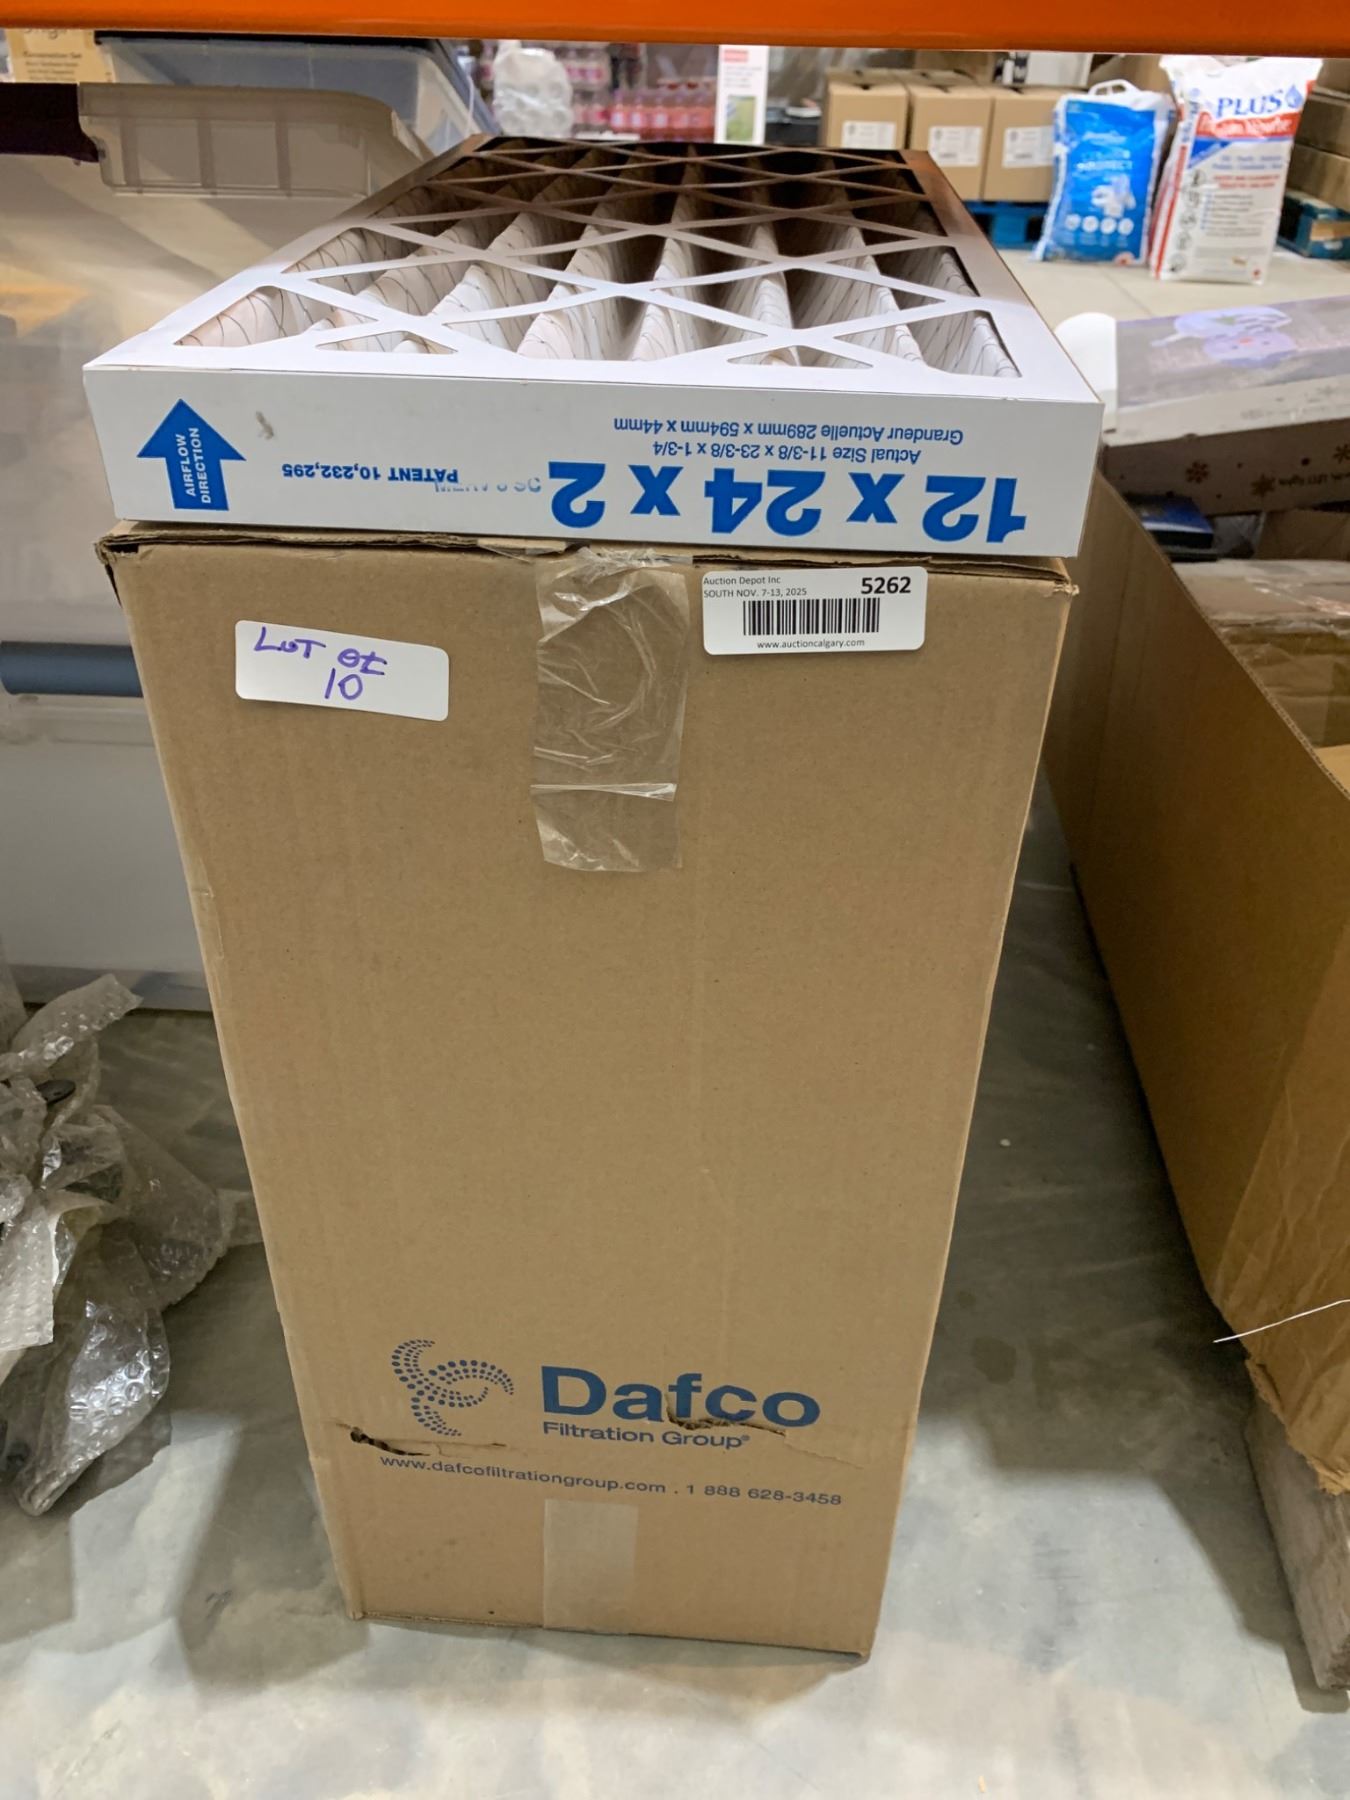 AIRFLOW
DIRECTION
12 x 24 x 2
Actual Size 11-3/8 x 23-3/8 x 1-3/4
Grandeur Actuelle 289mm x 594mm x 44mm
PATENT 10,232,295
Auction Depot Inc
5262
SOUTH NOV. 7-13, 2025
www.auctioncalgary.com
LOT OF
10
Dafco
Filtration Group®
www.dafcofiltrationgroup.com . 1 888 628-3458
PLUS